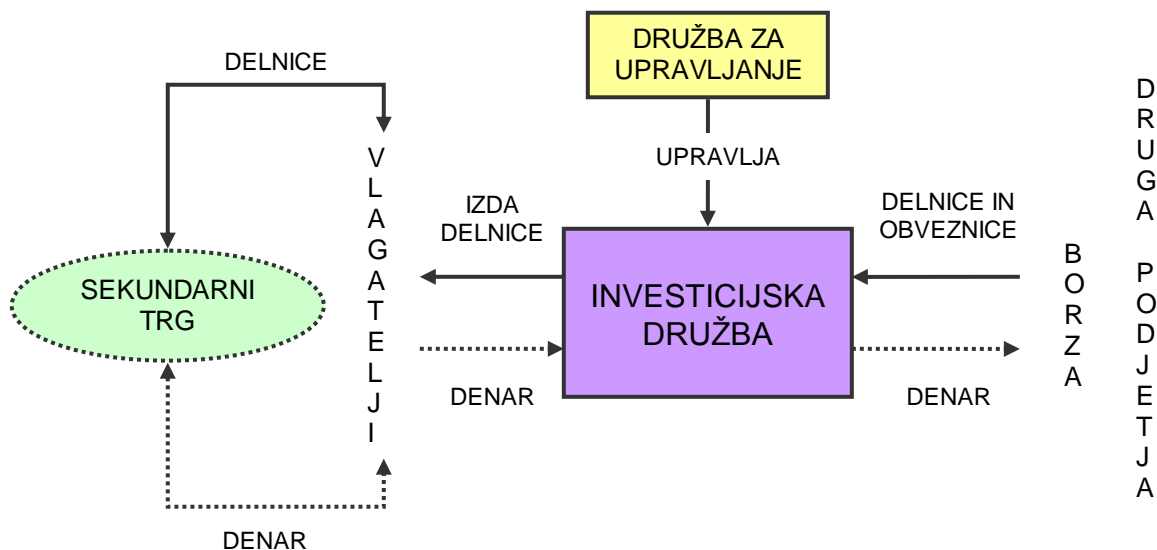 DRUŽBA ZA
UPRAVLJANJE
DELNICE
UPRAVLJA
VLAGATELJI
IZDA
DELNICE
DELNICE IN
OBVEZNICE
DRUGA PODJETJA
BORZA
SEKUNDARNI
TRG
INVESTICIJSKA
DRUŽBA
DENAR
DENAR
DENAR